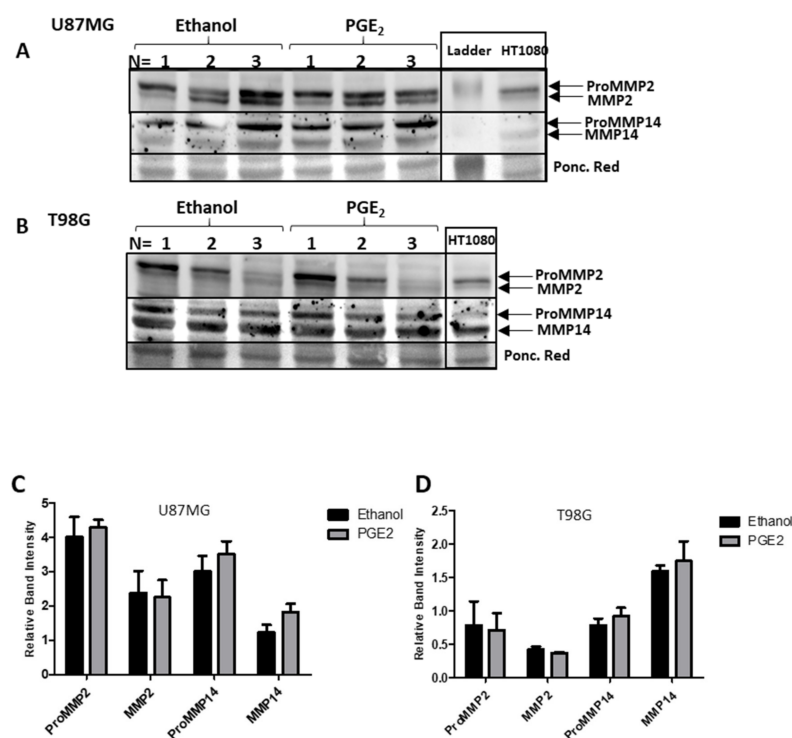 U87MG
A
Ethanol
PGE2
N= 1 2 3 1 2 3
Ladder
HT1080
ProMMP2
MMP2
ProMMP14
MMP14
Ponc. Red
T98G
B
Ethanol
PGE2
N= 1 2 3 1 2 3
HT1080
ProMMP2
MMP2
ProMMP14
MMP14
Ponc. Red
C
U87MG
Relative Band Intensity
5
4
3
2
1
Ethanol
PGE2
ProMMP2
MMP2
ProMMP14
MMP14
D
T98G
Relative Band Intensity
2.5
2.0
1.5
1.0
0.5
0.0
Ethanol
PGE2
ProMMP2
MMP2
ProMMP14
MMP14